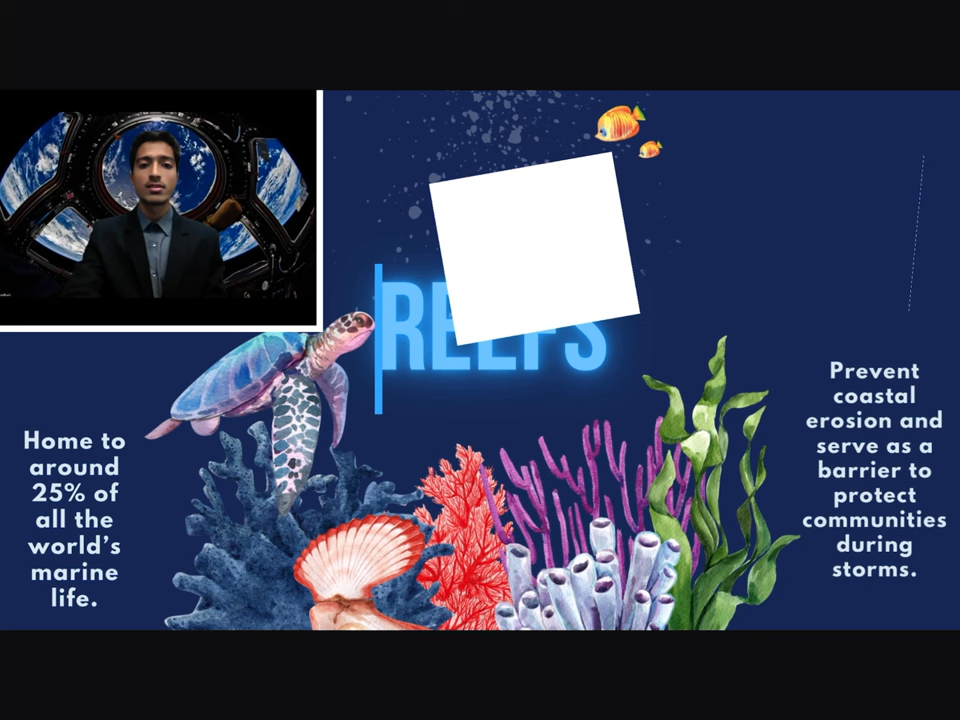 REEFS
Home to
around
25% of
all the
world's
marine
life.
Prevent
coastal
erosion and
serve as a
barrier to
protect
communities
during
storms.